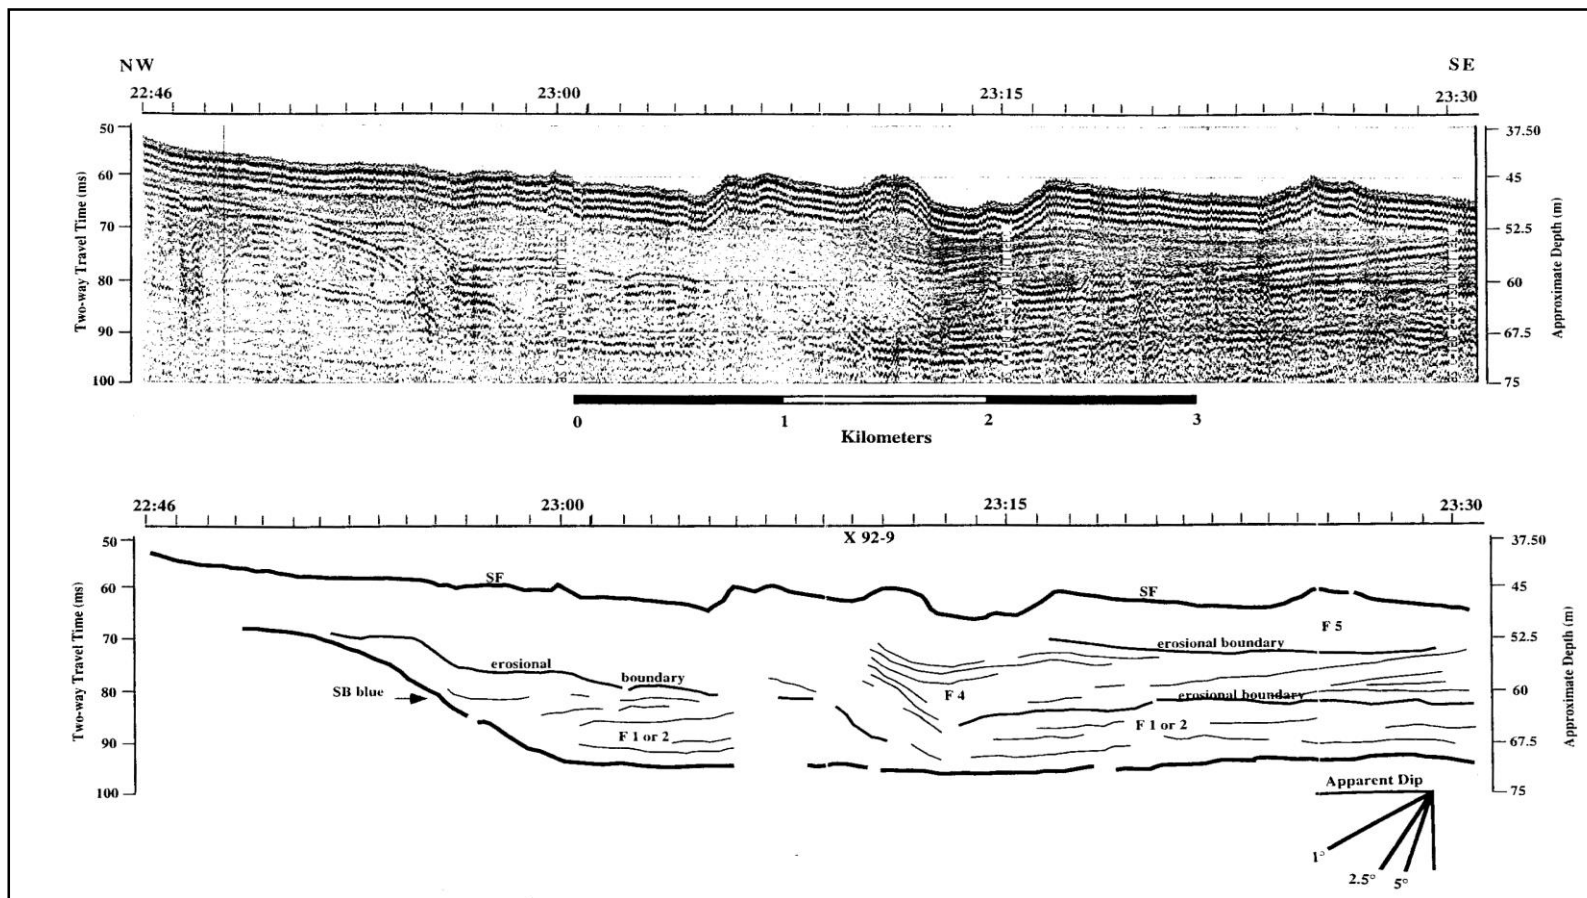 NW SE
22:46 23:00 23:15 23:30
50 37.50
60 45
70 52.5
80 60
90 67.5
100 75
Two-way Travel Time (ms)
Approximate Depth (m)
0 1 2 3
Kilometers
22:46 23:00 23:15 23:30
X 92-9
50 37.50
SF
60 45
SF
F 5
70 52.5
erosional boundary
erosional
boundary
SB blue
F 4
80 60
erosional boundary
F 1 or 2
F 1 or 2
90 67.5
Two-way Travel Time (ms)
Approximate Depth (m)
Apparent Dip
100 75
1°
2.5° 5°